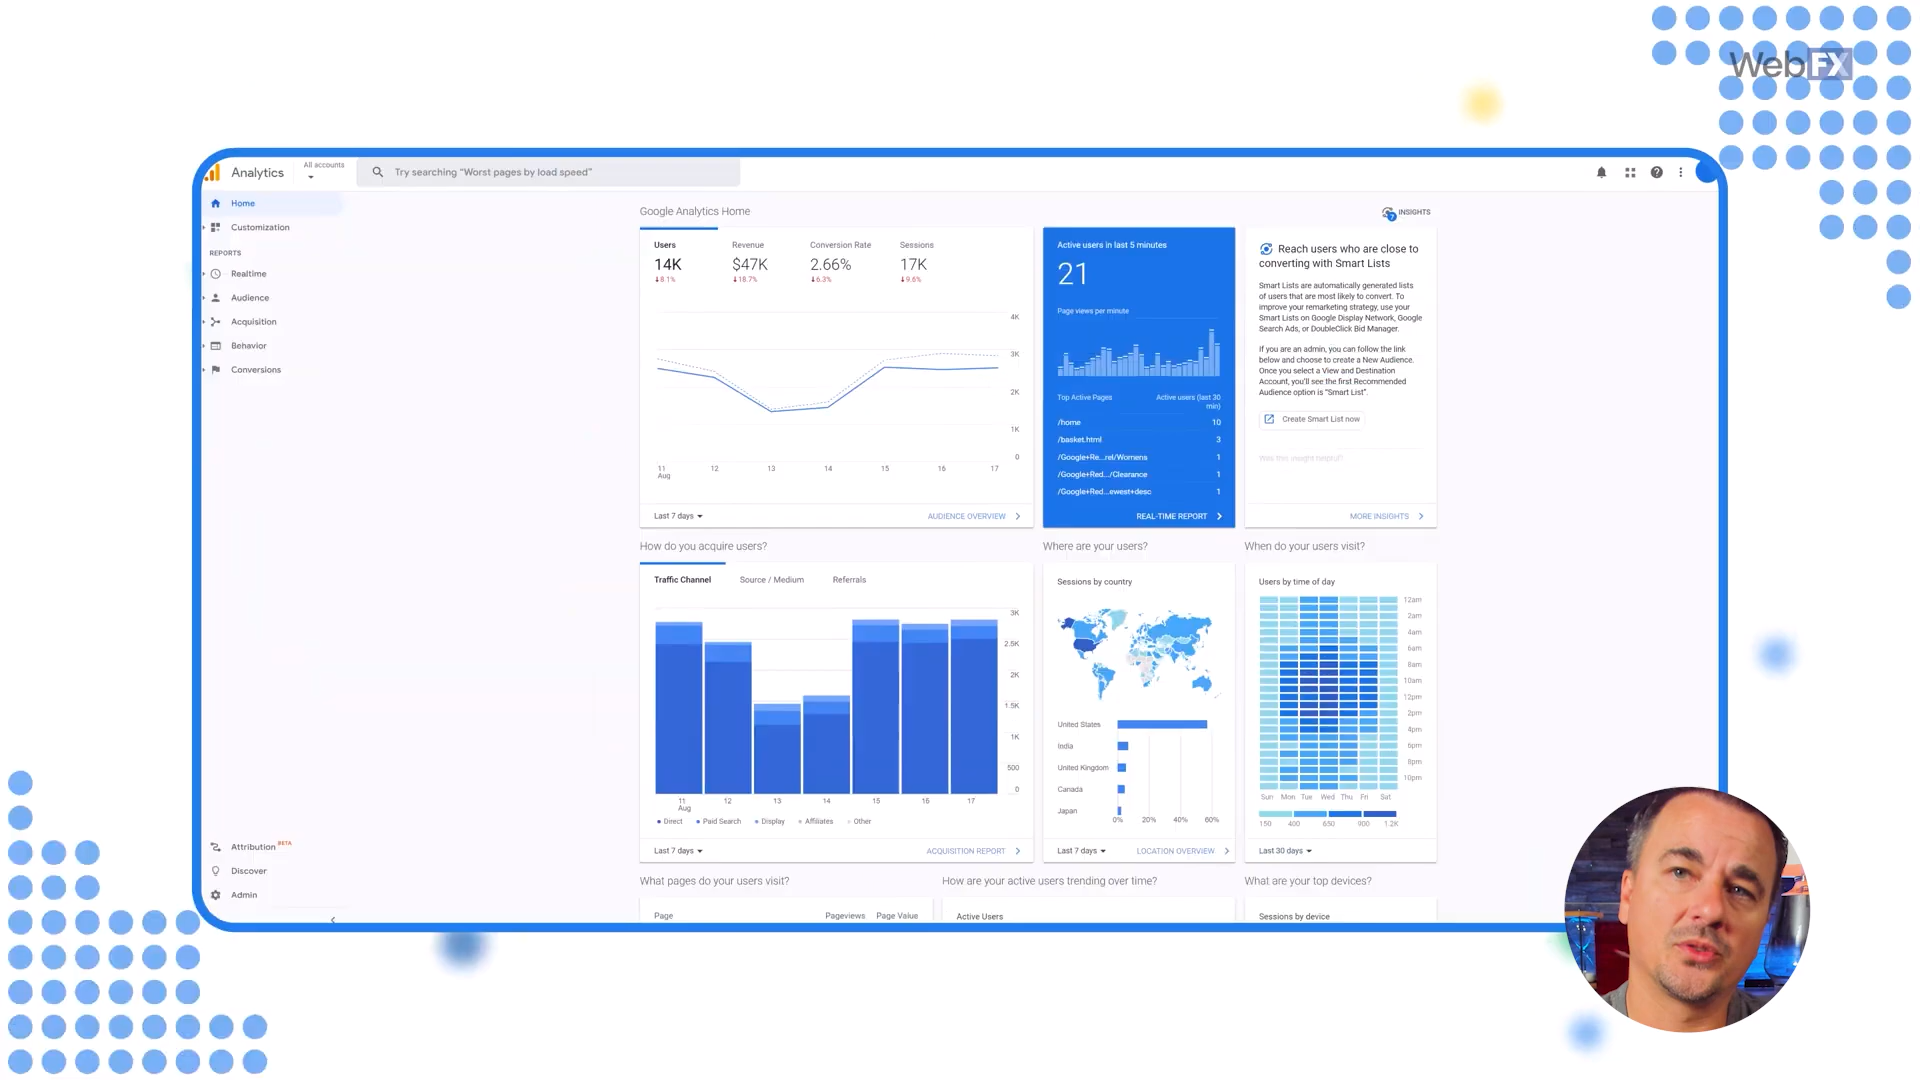 WebFX
Analytics
All accounts
Try searching "Worst pages by load speed"
Home
Customization
REPORTS
Realtime
Audience
Acquisition
Behavior
Conversions
Attribution BETA
Discover
Admin
Google Analytics Home
INSIGHTS
Users Revenue Conversion Rate Sessions
14K $47K 2.66% 17K
8.1% 18.7% 6.3% 9.6%
4K
3K
2K
1K
0
11 12 13 14 15 16 17
Aug
Last 7 days
AUDIENCE OVERVIEW
Active users in last 5 minutes
21
Page views per minute
Top Active Pages Active users (last 30
min)
/home 10
/basket.html 3
/Google+Re...rel/Womens 1
/Google+Red.../Clearance 1
/Google+Red...ewest+desc 1
REAL-TIME REPORT
Reach users who are close to
converting with Smart Lists
Smart Lists are automatically generated lists
of users that are most likely to convert. To
improve your remarketing strategy, use your
Smart Lists on Google Display Network, Google
Search Ads, or DoubleClick Bid Manager.
If you are an admin, you can follow the link
below and choose to create a New Audience.
Once you select a View and Destination
Account, you'll see the first Recommended
Audience option is "Smart List".
Create Smart List now
Was this insight helpful?
MORE INSIGHTS
How do you acquire users?
Traffic Channel Source / Medium Referrals
3K
2.5K
2K
1.5K
1K
500
0
11 12 13 14 15 16 17
Aug
Direct Paid Search Display Affiliates Other
Last 7 days
ACQUISITION REPORT
Where are your users?
Sessions by country
United States
India
United Kingdom
Canada
Japan
0% 20% 40% 60%
Last 7 days
LOCATION OVERVIEW
When do your users visit?
Users by time of day
12am
2am
4am
6am
8am
10am
12pm
2pm
4pm
6pm
8pm
10pm
Sun Mon Tue Wed Thu Fri Sat
150 400 650 900 1.2K
Last 30 days
What pages do your users visit?
Page Pageviews Page Value
How are your active users trending over time?
Active Users
What are your top devices?
Sessions by device